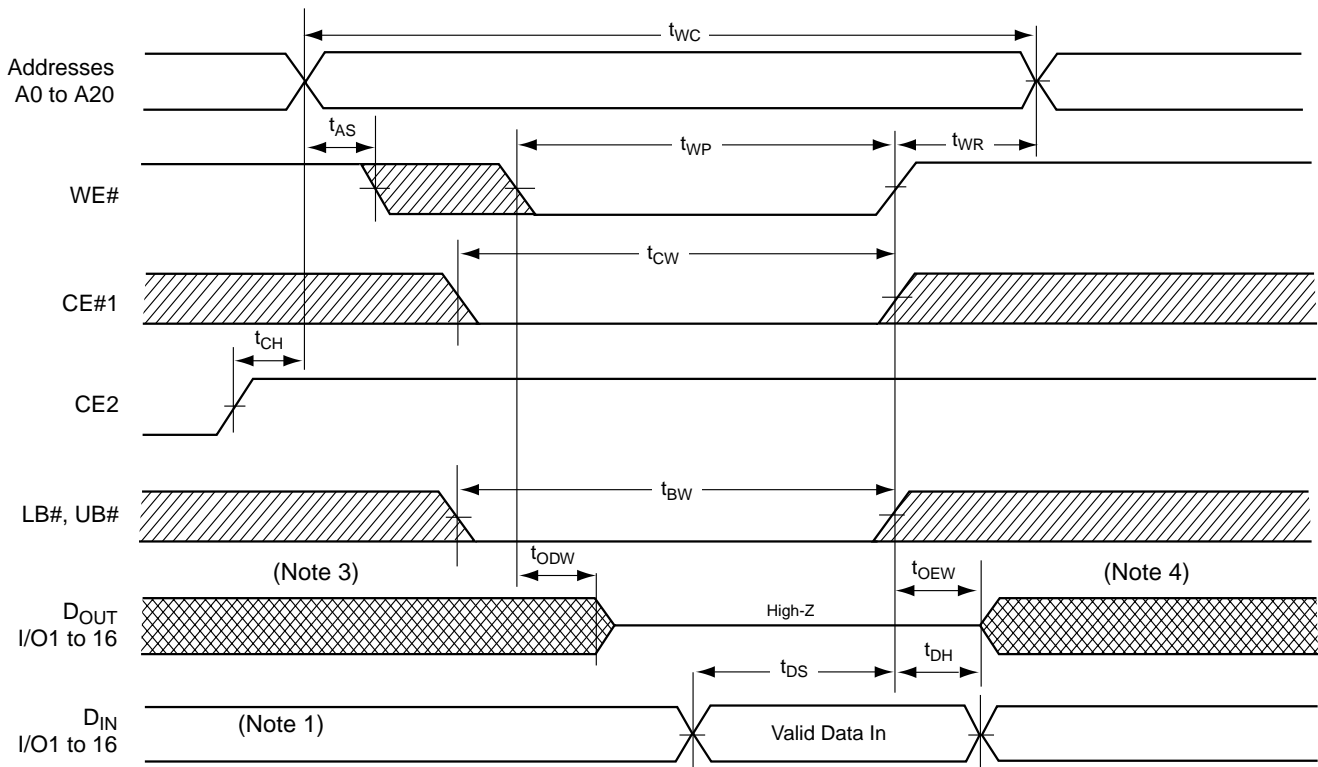 tWC
Addresses
A0 to A20
tAS
tWP
tWR
WE#
tCW
CE#1
tCH
CE2
tBW
LB#, UB#
tODW
tOEW
(Note 3)
(Note 4)
DOUT
I/O1 to 16
High-Z
tDS
tDH
DIN
I/O1 to 16
(Note 1)
Valid Data In